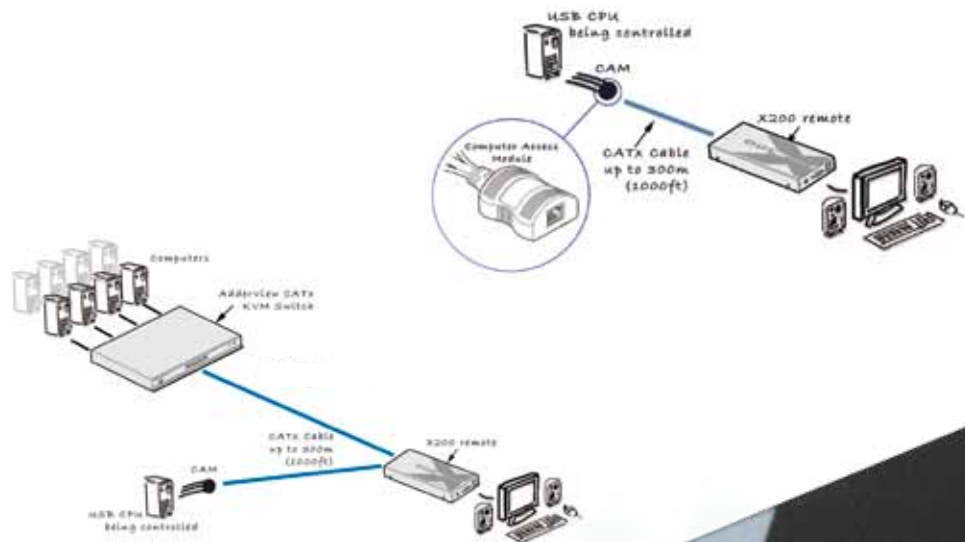 USB CPU
being controlled
CAM
X200 remote
Computer Access
Module
CATx Cable
up to 300m
(1000ft)
Computers
Adderview CATx
KVM Switch
CATx Cable
up to 300m
(1000ft)
X200 remote
CAM
USB CPU
being controlled